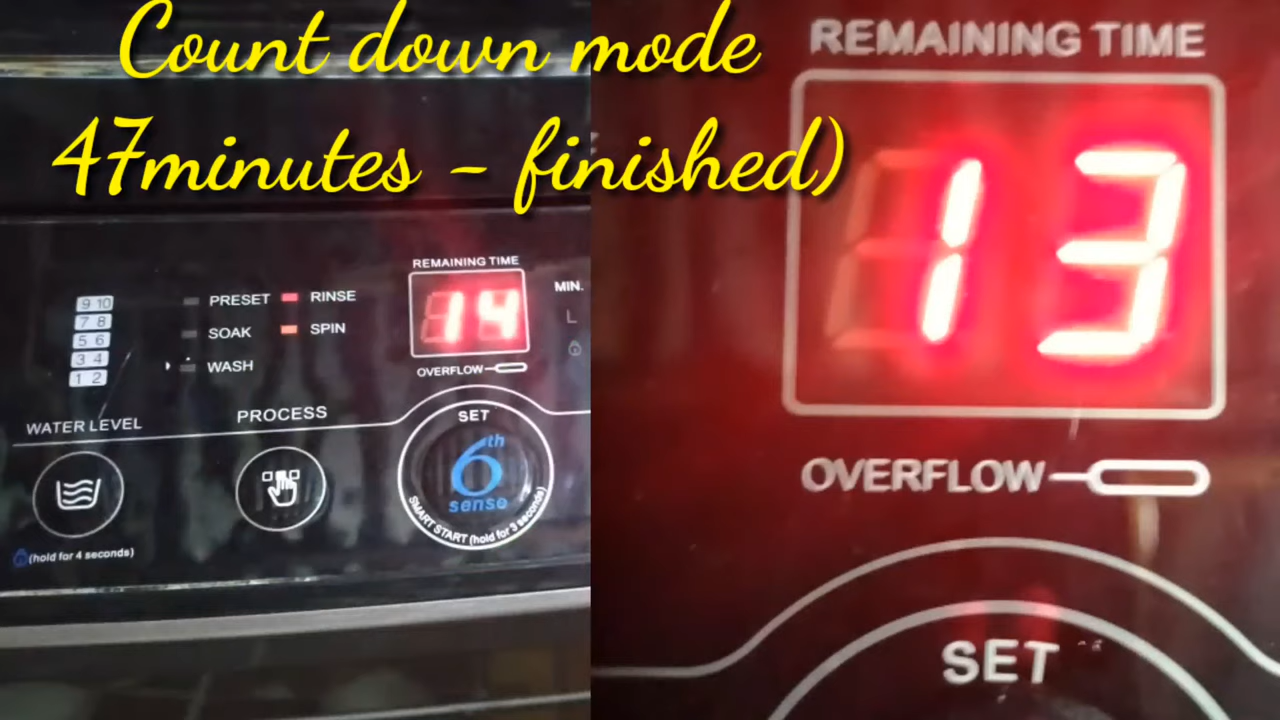 Count down mode
47minutes - finished)
REMAINING TIME
14
MIN.
L
9 10
7 8
5 6
3 4
1 2
PRESET
RINSE
SOAK
SPIN
WASH
OVERFLOW
WATER LEVEL
PROCESS
SET
6th
sense
SMART START (hold for 3 seconds)
(hold for 4 seconds)
REMAINING TIME
13
OVERFLOW
SET